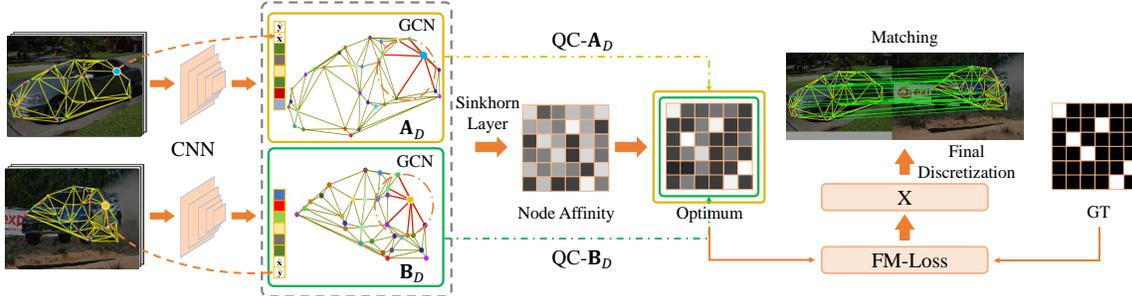 CNN
ŷ
x̂
GCN
A_D
GCN
B_D
x̂
ŷ
QC-A_D
QC-B_D
Sinkhorn
Layer
Node Affinity
Optimum
Matching
Final
Discretization
X
FM-Loss
GT